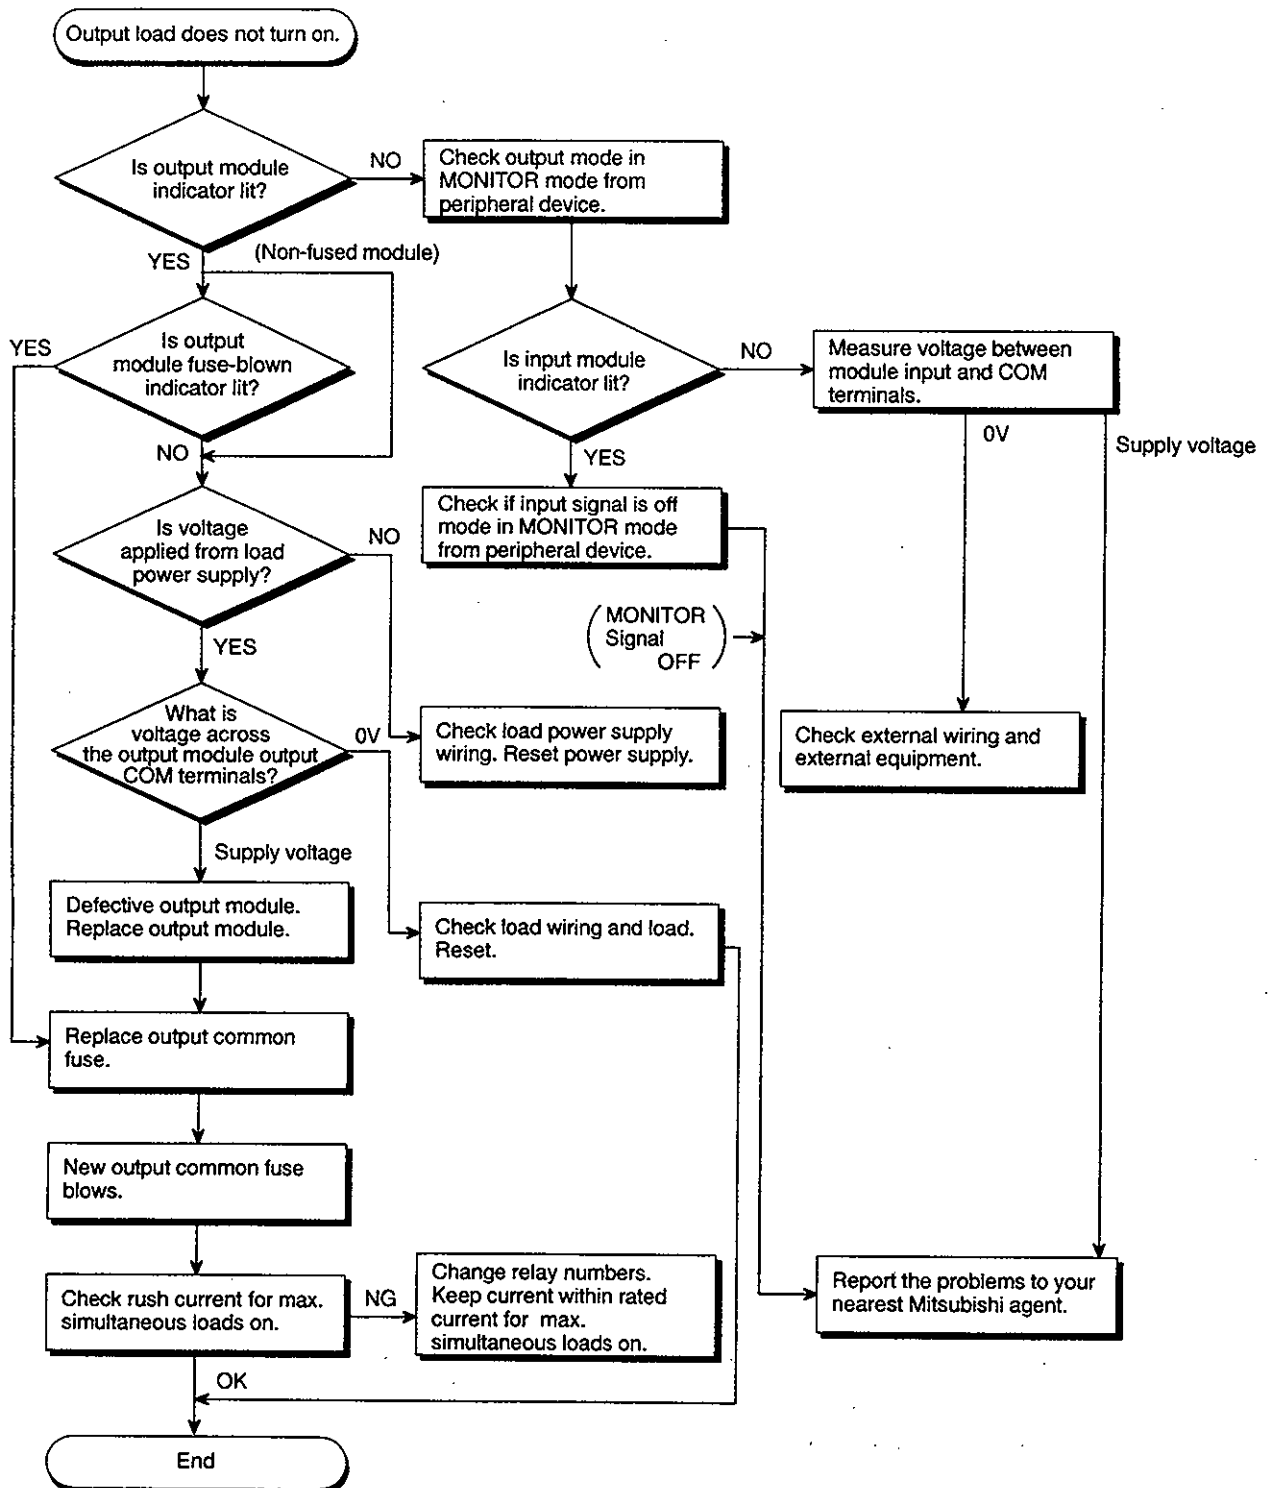 Output load does not turn on.
Is output module
indicator lit?
NO
Check output mode in
MONITOR mode from
peripheral device.
YES
(Non-fused module)
Is output
module fuse-blown
indicator lit?
YES
NO
Is input module
indicator lit?
NO
Measure voltage between
module input and COM
terminals.
0V
Supply voltage
YES
Check if input signal is off
mode in MONITOR mode
from peripheral device.
Is voltage
applied from load
power supply?
NO
YES
MONITOR
Signal
OFF
What is
voltage across
the output module output
COM terminals?
0V
Supply voltage
Check load power supply
wiring. Reset power supply.
Check external wiring and
external equipment.
Defective output module.
Replace output module.
Check load wiring and load.
Reset.
Replace output common
fuse.
New output common fuse
blows.
Check rush current for max.
simultaneous loads on.
NG
Change relay numbers.
Keep current within rated
current for max.
simultaneous loads on.
Report the problems to your
nearest Mitsubishi agent.
OK
End